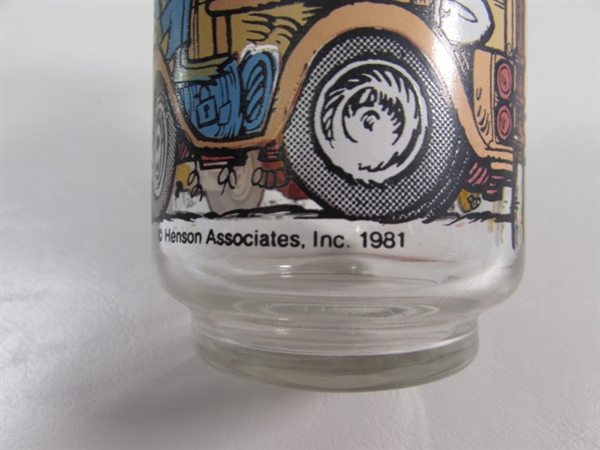 © Henson Associates, Inc. 1981